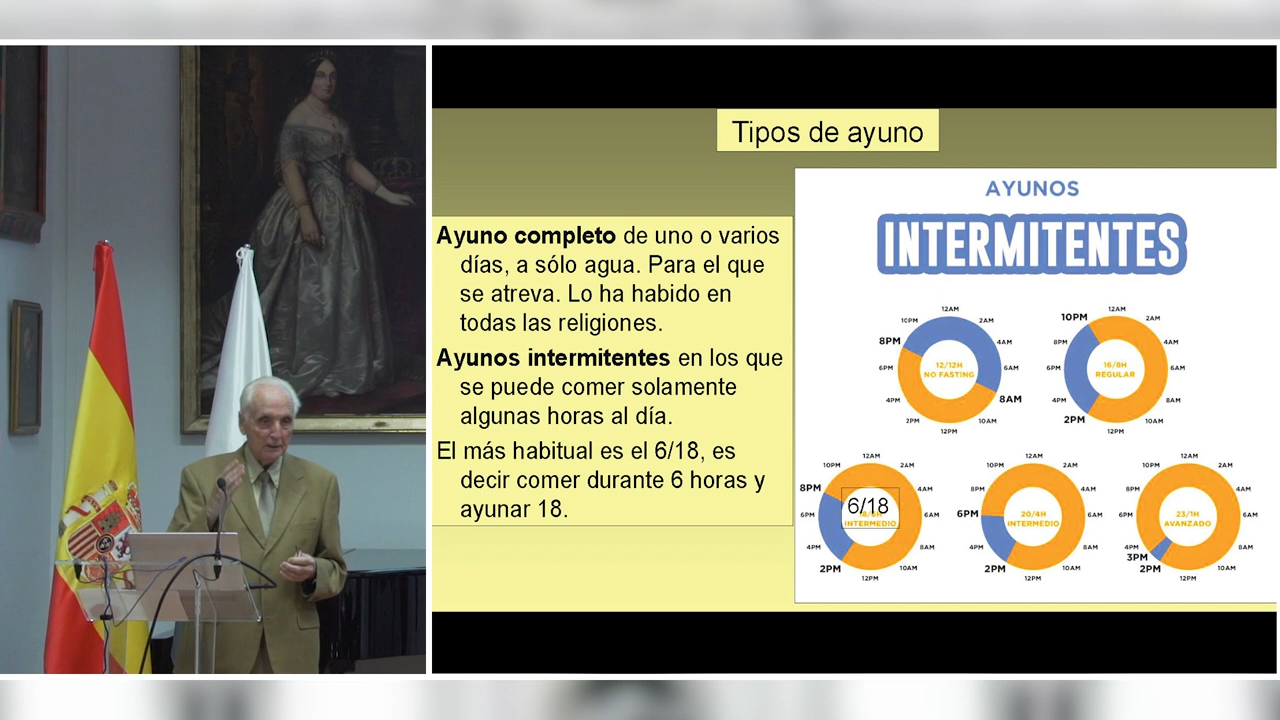 Tipos de ayuno
Ayuno completo de uno o varios
días, a sólo agua. Para el que
se atreva. Lo ha habido en
todas las religiones.
Ayunos intermitentes en los que
se puede comer solamente
algunas horas al día.
El más habitual es el 6/18, es
decir comer durante 6 horas y
ayunar 18.
AYUNOS
INTERMITENTES
12AM
10PM 2AM
8PM 4AM
6PM 12/12H 6AM
NO FASTING
4PM 8AM
2PM 10AM
12PM
12AM
10PM 2AM
8PM 4AM
6PM 16/8H 6AM
REGULAR
4PM 8AM
2PM 10AM
12PM
12AM
10PM 2AM
8PM 4AM
6/18
6PM 6AM
INTERMEDIO
4PM 8AM
2PM 10AM
12PM
12AM
10PM 2AM
8PM 4AM
6PM 20/4H 6AM
INTERMEDIO
4PM 8AM
2PM 10AM
12PM
12AM
10PM 2AM
8PM 4AM
6PM 23/1H 6AM
AVANZADO
4PM 8AM
3PM
2PM 10AM
12PM